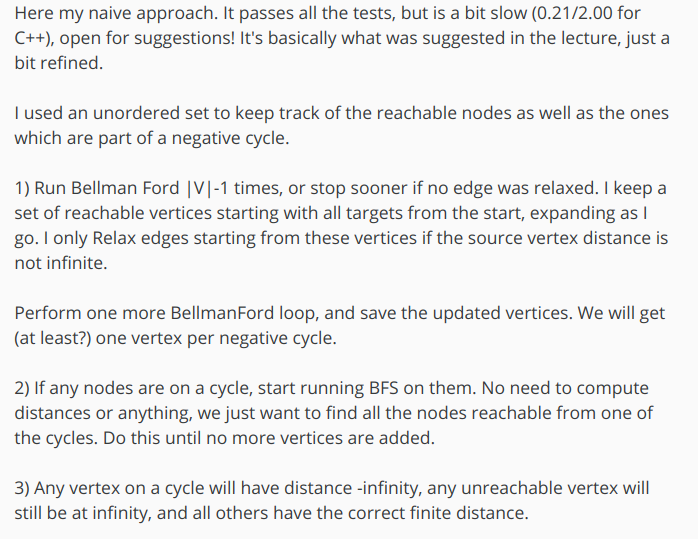 Here my naive approach. It passes all the tests, but is a bit slow (0.21/2.00 for
C++), open for suggestions! It's basically what was suggested in the lecture, just a
bit refined.
I used an unordered set to keep track of the reachable nodes as well as the ones
which are part of a negative cycle.
1) Run Bellman Ford |V|-1 times, or stop sooner if no edge was relaxed. I keep a
set of reachable vertices starting with all targets from the start, expanding as I
go. I only Relax edges starting from these vertices if the source vertex distance is
not infinite.
Perform one more BellmanFord loop, and save the updated vertices. We will get
(at least?) one vertex per negative cycle.
2) If any nodes are on a cycle, start running BFS on them. No need to compute
distances or anything, we just want to find all the nodes reachable from one of
the cycles. Do this until no more vertices are added.
3) Any vertex on a cycle will have distance -infinity, any unreachable vertex will
still be at infinity, and all others have the correct finite distance.